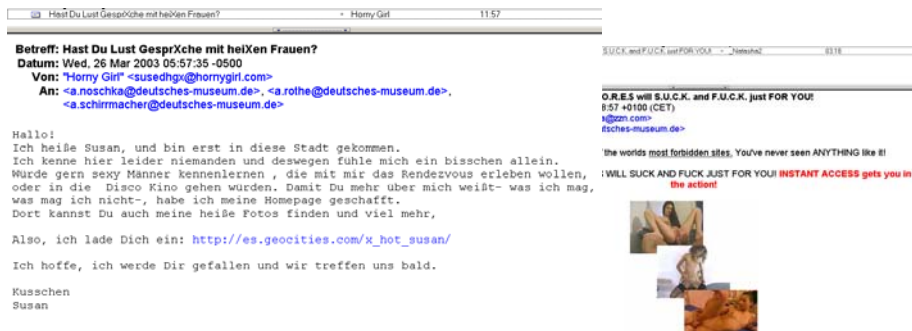 Hast Du Lust GesprXche mit heiXen Frauen? • Horny Girl 11:57
Betreff: Hast Du Lust GesprXche mit heiXen Frauen?
Datum: Wed, 26 Mar 2003 05:57:35 -0500
Von: "Horny Girl" <susedhgx@hornygirl.com>
An: <a.noschka@deutsches-museum.de>, <a.rothe@deutsches-museum.de>,
<a.schirrmacher@deutsches-museum.de>
Hallo!
Ich heiße Susan, und bin erst in diese Stadt gekommen.
Ich kenne hier leider niemanden und deswegen fühle mich ein bisschen allein.
Würde gern sexy Männer kennenlernen , die mit mir das Rendezvous erleben wollen,
oder in die Disco Kino gehen würden. Damit Du mehr über mich weißt- was ich mag,
was mag ich nicht-, habe ich meine Homepage geschafft.
Dort kannst Du auch meine heiße Fotos finden und viel mehr,
Also, ich lade Dich ein: http://es.geocities.com/x_hot_susan/
Ich hoffe, ich werde Dir gefallen und wir treffen uns bald.
Kusschen
Susan
S.U.C.K. and F.U.C.K. just FOR YOU! • _Natasha2 03:18
O.R.E.S will S.U.C.K. and F.U.C.K. just FOR YOU!
8:57 +0100 (CET)
a@zzn.com>
tsches-museum.de>
the worlds most forbidden sites, You've never seen ANYTHING like it!
WILL SUCK AND FUCK JUST FOR YOU! INSTANT ACCESS gets you in
the action!